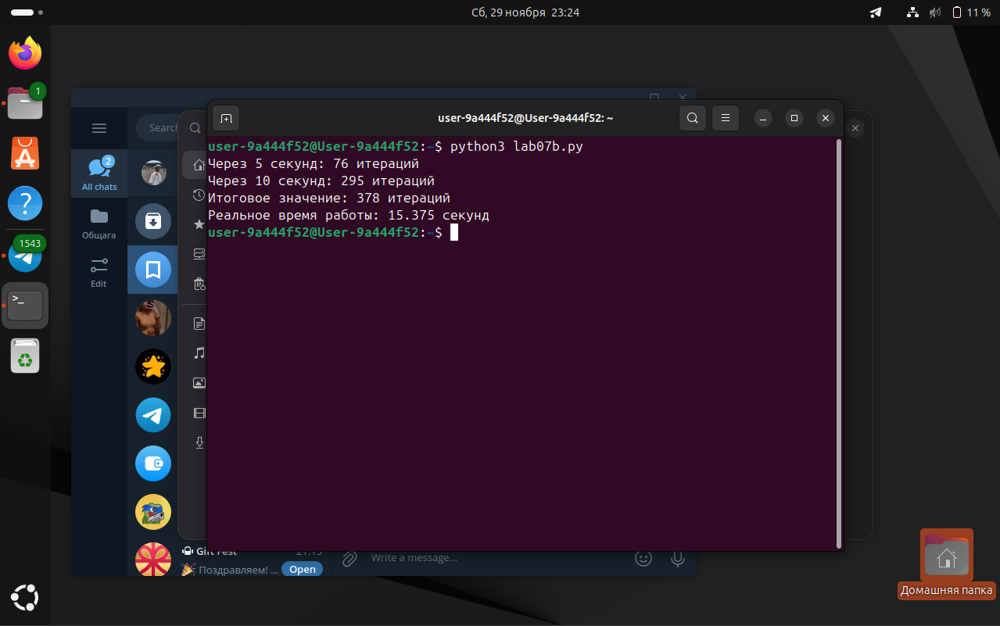 Сб, 29 ноября 23:24
11 %
1
1543
Search
2
All chats
Общага
Edit
user-9a444f52@User-9a444f52: ~
user-9a444f52@User-9a444f52:~$ python3 lab07b.py
Через 5 секунд: 76 итераций
Через 10 секунд: 295 итераций
Итоговое значение: 378 итераций
Реальное время работы: 15.375 секунд
user-9a444f52@User-9a444f52:~$
Gift Fest
21:15
Поздравляем! ...
Open
Write a message...
Домашняя папка